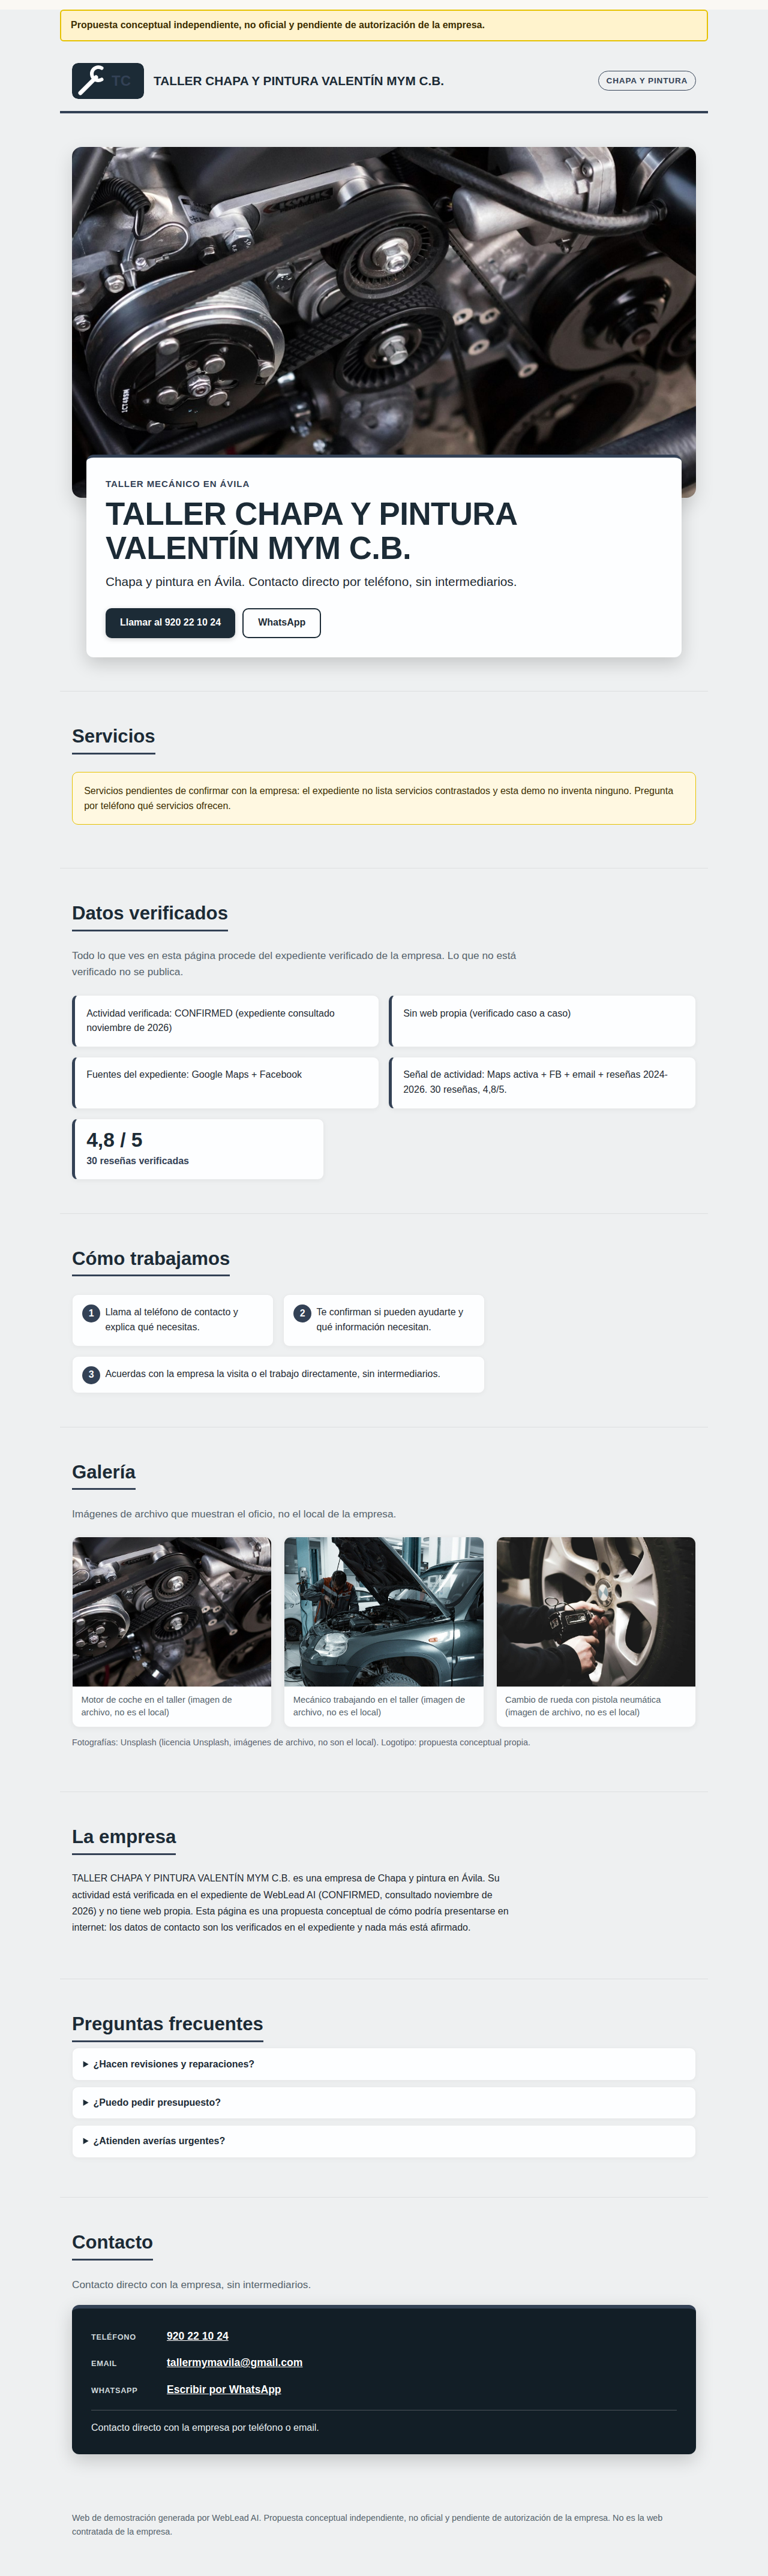 Propuesta conceptual independiente, no oficial y pendiente de autorización de la empresa.
TC
TALLER CHAPA Y PINTURA VALENTÍN MYM C.B.
CHAPA Y PINTURA
TALLER MECÁNICO EN ÁVILA
TALLER CHAPA Y PINTURA
VALENTÍN MYM C.B.
Chapa y pintura en Ávila. Contacto directo por teléfono, sin intermediarios.
Llamar al 920 22 10 24
WhatsApp
Servicios
Servicios pendientes de confirmar con la empresa: el expediente no lista servicios contrastados y esta demo no inventa ninguno. Pregunta
por teléfono qué servicios ofrecen.
Datos verificados
Todo lo que ves en esta página procede del expediente verificado de la empresa. Lo que no está
verificado no se publica.
Actividad verificada: CONFIRMED (expediente consultado
noviembre de 2026)
Sin web propia (verificado caso a caso)
Fuentes del expediente: Google Maps + Facebook
Señal de actividad: Maps activa + FB + email + reseñas 2024-
2026. 30 reseñas, 4,8/5.
4,8 / 5
30 reseñas verificadas
Cómo trabajamos
1
Llama al teléfono de contacto y
explica qué necesitas.
2
Te confirman si pueden ayudarte y
qué información necesitan.
3
Acuerdas con la empresa la visita o el trabajo directamente, sin intermediarios.
Galería
Imágenes de archivo que muestran el oficio, no el local de la empresa.
Motor de coche en el taller (imagen de
archivo, no es el local)
Mecánico trabajando en el taller (imagen de
archivo, no es el local)
Cambio de rueda con pistola neumática
(imagen de archivo, no es el local)
Fotografías: Unsplash (licencia Unsplash, imágenes de archivo, no son el local). Logotipo: propuesta conceptual propia.
La empresa
TALLER CHAPA Y PINTURA VALENTÍN MYM C.B. es una empresa de Chapa y pintura en Ávila. Su
actividad está verificada en el expediente de WebLead AI (CONFIRMED, consultado noviembre de
2026) y no tiene web propia. Esta página es una propuesta conceptual de cómo podría presentarse en
internet: los datos de contacto son los verificados en el expediente y nada más está afirmado.
Preguntas frecuentes
¿Hacen revisiones y reparaciones?
¿Puedo pedir presupuesto?
¿Atienden averías urgentes?
Contacto
Contacto directo con la empresa, sin intermediarios.
TELÉFONO
920 22 10 24
EMAIL
tallermymavila@gmail.com
WHATSAPP
Escribir por WhatsApp
Contacto directo con la empresa por teléfono o email.
Web de demostración generada por WebLead AI. Propuesta conceptual independiente, no oficial y pendiente de autorización de la empresa. No es la web
contratada de la empresa.